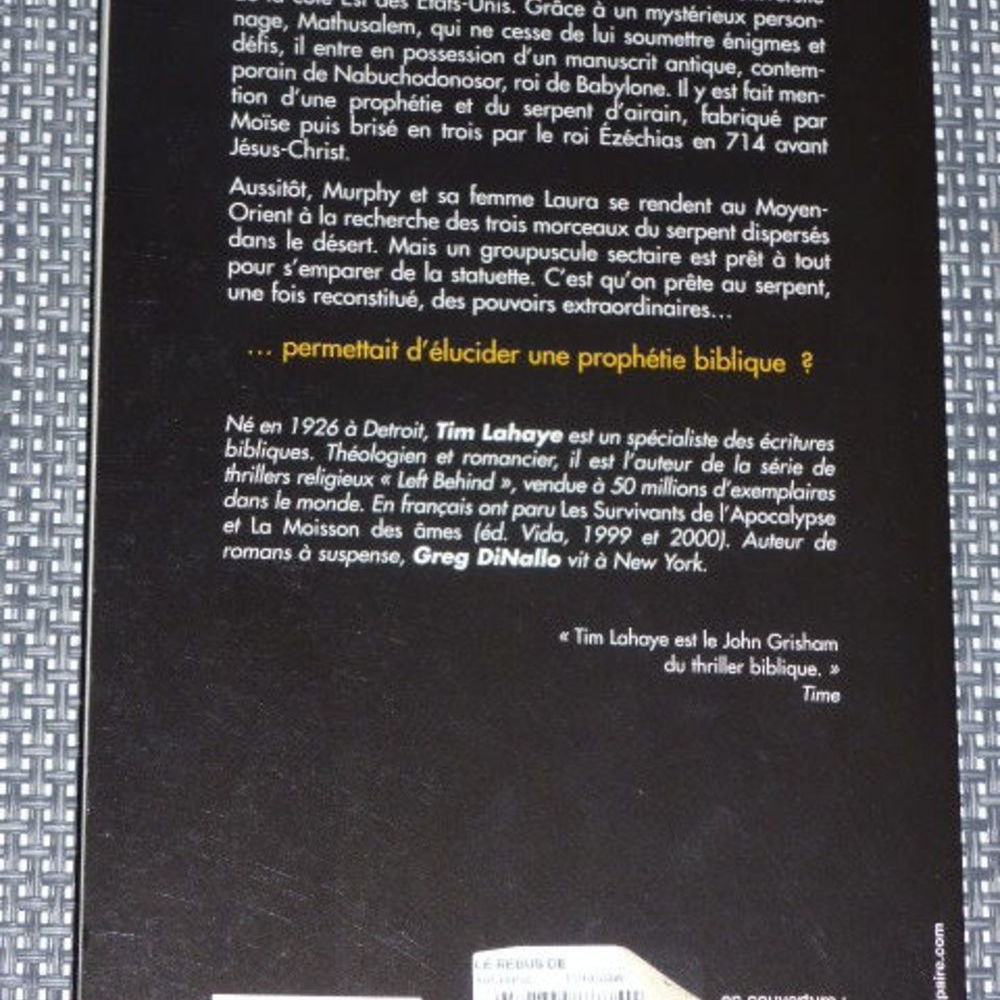 de la côte Est des États-Unis. Grâce à un mystérieux person-
nage, Mathusalem, qui ne cesse de lui soumettre énigmes et
défis, il entre en possession d'un manuscrit antique, contem-
porain de Nabuchodonosor, roi de Babylone. Il y est fait men-
tion d'une prophétie et du serpent d'airain, fabriqué par
Moïse puis brisé en trois par le roi Ézéchias en 714 avant
Jésus-Christ.
Aussitôt, Murphy et sa femme Laura se rendent au Moyen-
Orient à la recherche des trois morceaux du serpent dispersés
dans le désert. Mais un groupuscule sectaire est prêt à tout
pour s'emparer de la statuette. C'est qu'on prête au serpent,
une fois reconstitué, des pouvoirs extraordinaires...
... permettait d'élucider une prophétie biblique ?
Né en 1926 à Detroit, Tim Lahaye est un spécialiste des écritures
bibliques. Théologien et romancier, il est l'auteur de la série de
thrillers religieux « Left Behind », vendue à 50 millions d'exemplaires
dans le monde. En français ont paru Les Survivants de l'Apocalypse
et La Moisson des âmes (éd. Vida, 1999 et 2000). Auteur de
romans à suspense, Greg DiNallo vit à New York.
« Tim Lahaye est le John Grisham
du thriller biblique. »
Time
LE REBUS DE
en couverture :
paire.com